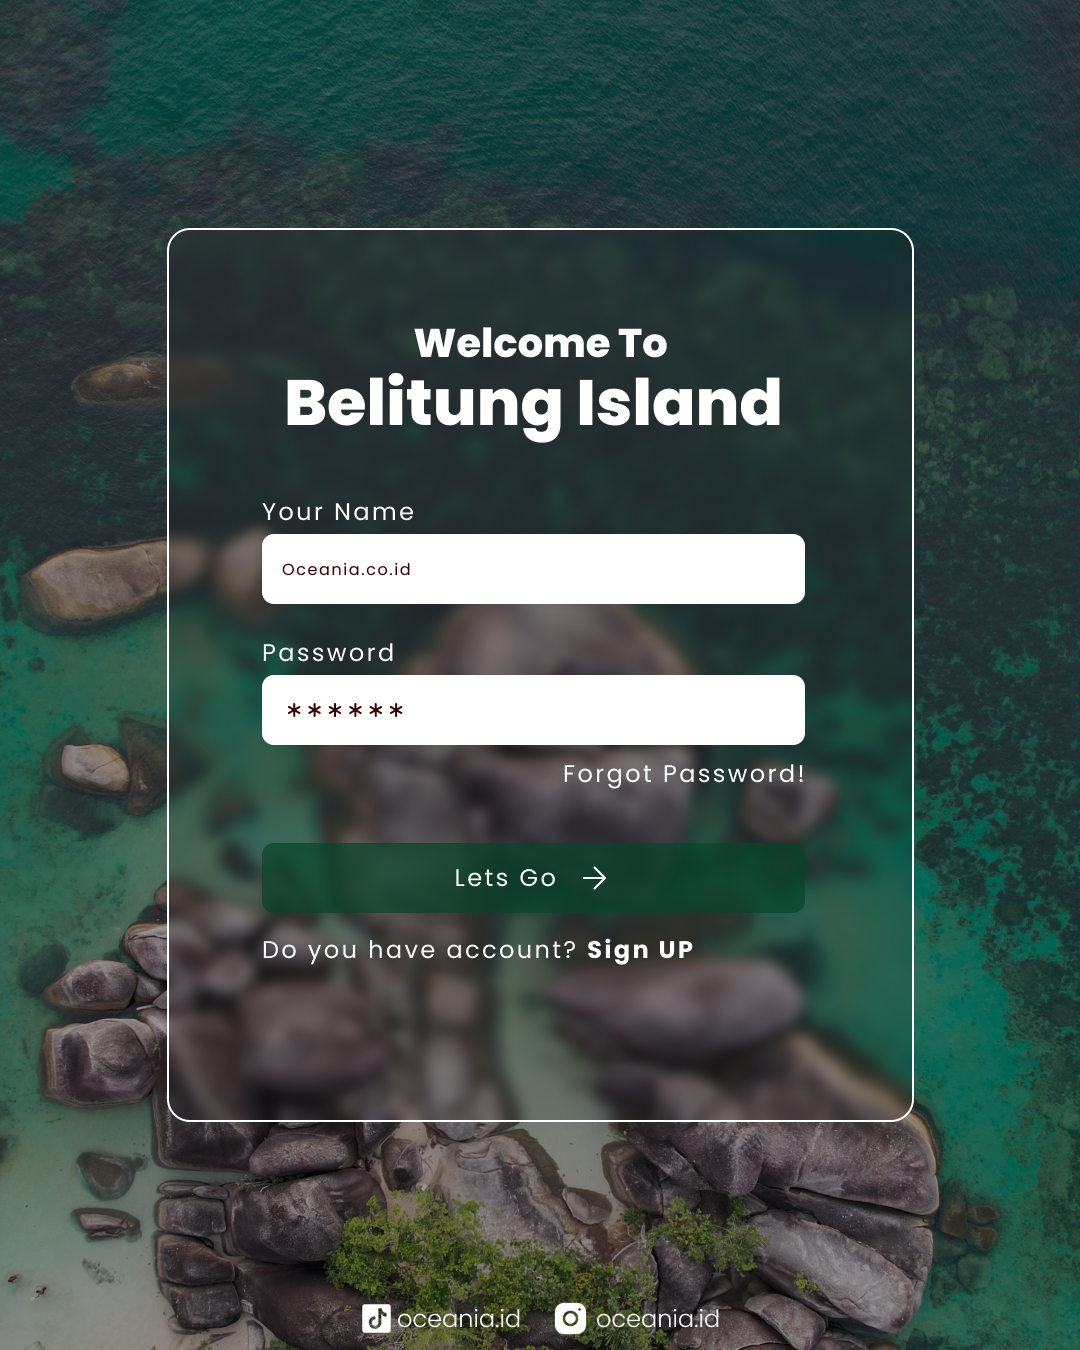 Welcome To
Belitung Island
Your Name
Oceania.co.id
Password
******
Forgot Password!
Lets Go →
Do you have account? Sign UP
oceania.id oceania.id